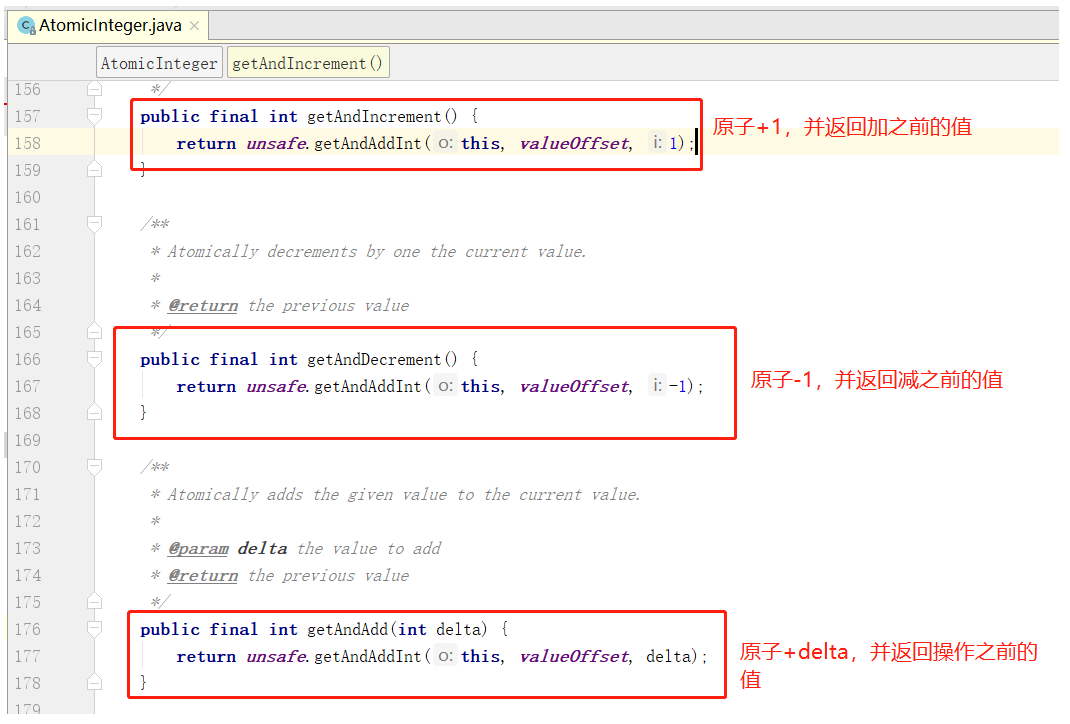 AtomicInteger.java
AtomicInteger getAndIncrement()
156 */
157 public final int getAndIncrement() { 原子+1，并返回加之前的值
158 return unsafe.getAndAddInt( o: this, valueOffset, i: 1);
159 }
160
161 /**
162 * Atomically decrements by one the current value.
163 *
164 * @return the previous value
165 */
166 public final int getAndDecrement() {
167 return unsafe.getAndAddInt( o: this, valueOffset, i: -1); 原子-1，并返回减之前的值
168 }
169
170 /**
171 * Atomically adds the given value to the current value.
172 *
173 * @param delta the value to add
174 * @return the previous value
175 */
176 public final int getAndAdd(int delta) {
177 return unsafe.getAndAddInt( o: this, valueOffset, delta); 原子+delta，并返回操作之前的
178 } 值
179